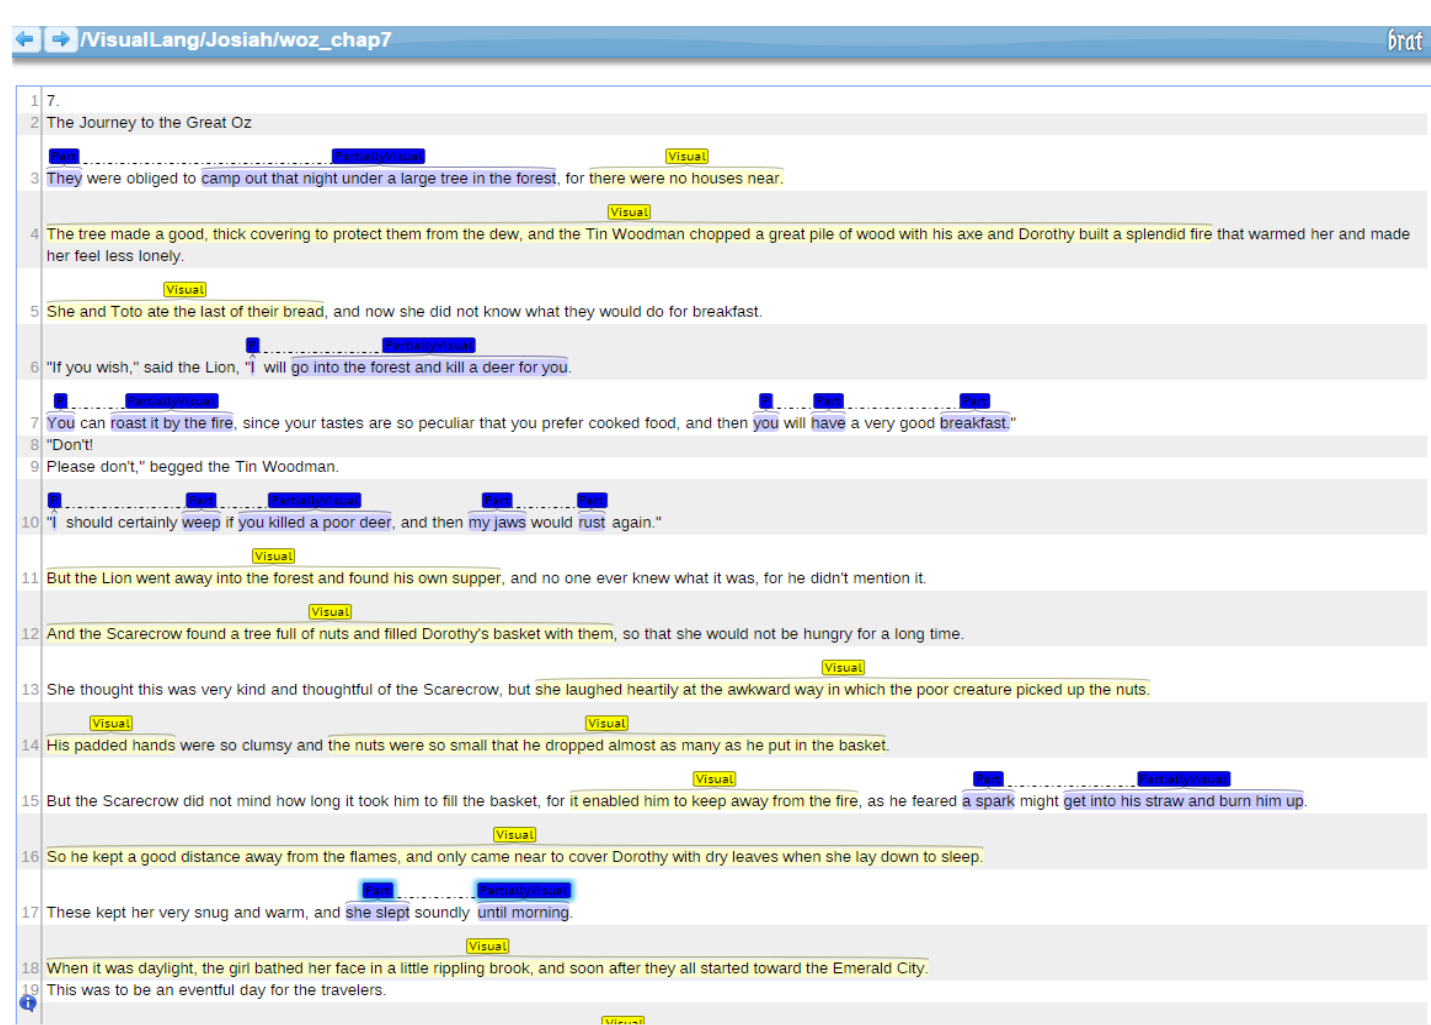 /VisualLang/Josiah/woz_chap7 brat
1 7.
2 The Journey to the Great Oz
Part PartiallyVisual Visual
3 They were obliged to camp out that night under a large tree in the forest, for there were no houses near.
Visual
4 The tree made a good, thick covering to protect them from the dew, and the Tin Woodman chopped a great pile of wood with his axe and Dorothy built a splendid fire that warmed her and made
her feel less lonely.
Visual
5 She and Toto ate the last of their bread, and now she did not know what they would do for breakfast.
P PartiallyVisual
6 "If you wish," said the Lion, "I will go into the forest and kill a deer for you.
P PartiallyVisual P Part Part
7 You can roast it by the fire, since your tastes are so peculiar that you prefer cooked food, and then you will have a very good breakfast."
8 "Don't!
9 Please don't," begged the Tin Woodman.
P Part PartiallyVisual Part Part
10 "I should certainly weep if you killed a poor deer, and then my jaws would rust again."
Visual
11 But the Lion went away into the forest and found his own supper, and no one ever knew what it was, for he didn't mention it.
Visual
12 And the Scarecrow found a tree full of nuts and filled Dorothy's basket with them, so that she would not be hungry for a long time.
Visual
13 She thought this was very kind and thoughtful of the Scarecrow, but she laughed heartily at the awkward way in which the poor creature picked up the nuts.
Visual Visual
14 His padded hands were so clumsy and the nuts were so small that he dropped almost as many as he put in the basket.
Visual Part PartiallyVisual
15 But the Scarecrow did not mind how long it took him to fill the basket, for it enabled him to keep away from the fire, as he feared a spark might get into his straw and burn him up.
Visual
16 So he kept a good distance away from the flames, and only came near to cover Dorothy with dry leaves when she lay down to sleep.
Part PartiallyVisual
17 These kept her very snug and warm, and she slept soundly until morning.
Visual
18 When it was daylight, the girl bathed her face in a little rippling brook, and soon after they all started toward the Emerald City.
19 This was to be an eventful day for the travelers.
Visual